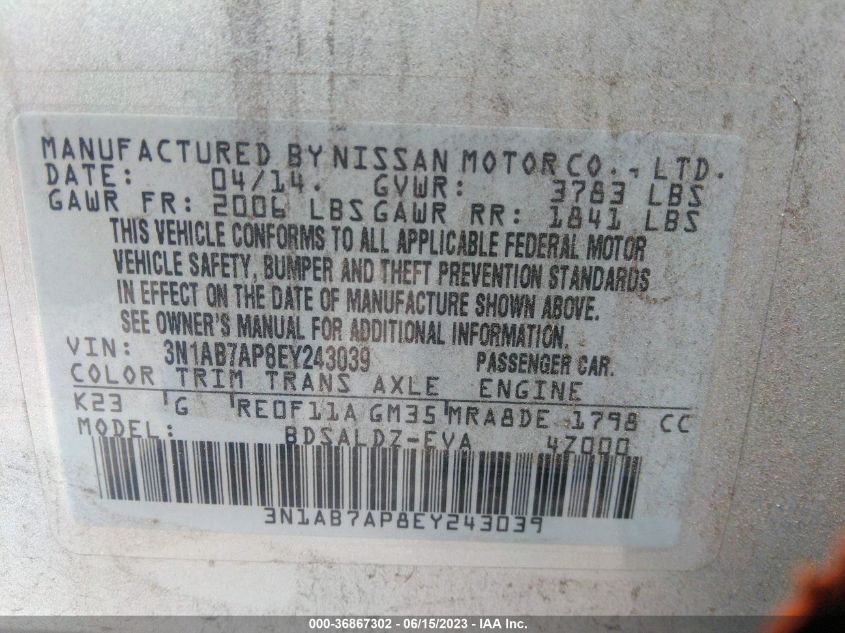 MANUFACTURED BY NISSAN MOTOR CO., LTD.
DATE: 04/14. GVWR: 3783 LBS
GAWR FR: 2006 LBS GAWR RR: 1841 LBS
THIS VEHICLE CONFORMS TO ALL APPLICABLE FEDERAL MOTOR
VEHICLE SAFETY, BUMPER AND THEFT PREVENTION STANDARDS
IN EFFECT ON THE DATE OF MANUFACTURE SHOWN ABOVE.
SEE OWNER'S MANUAL FOR ADDITIONAL INFORMATION.
VIN: 3N1AB7AP8EY243039 PASSENGER CAR.
COLOR TRIM TRANS AXLE ENGINE
K23 G RE0F11A GM35 MRA8DE 1798 CC
MODEL: BDSALDZ-EVA 4Z000
3N1AB7AP8EY243039
000-36867302 - 06/15/2023 - IAA Inc.